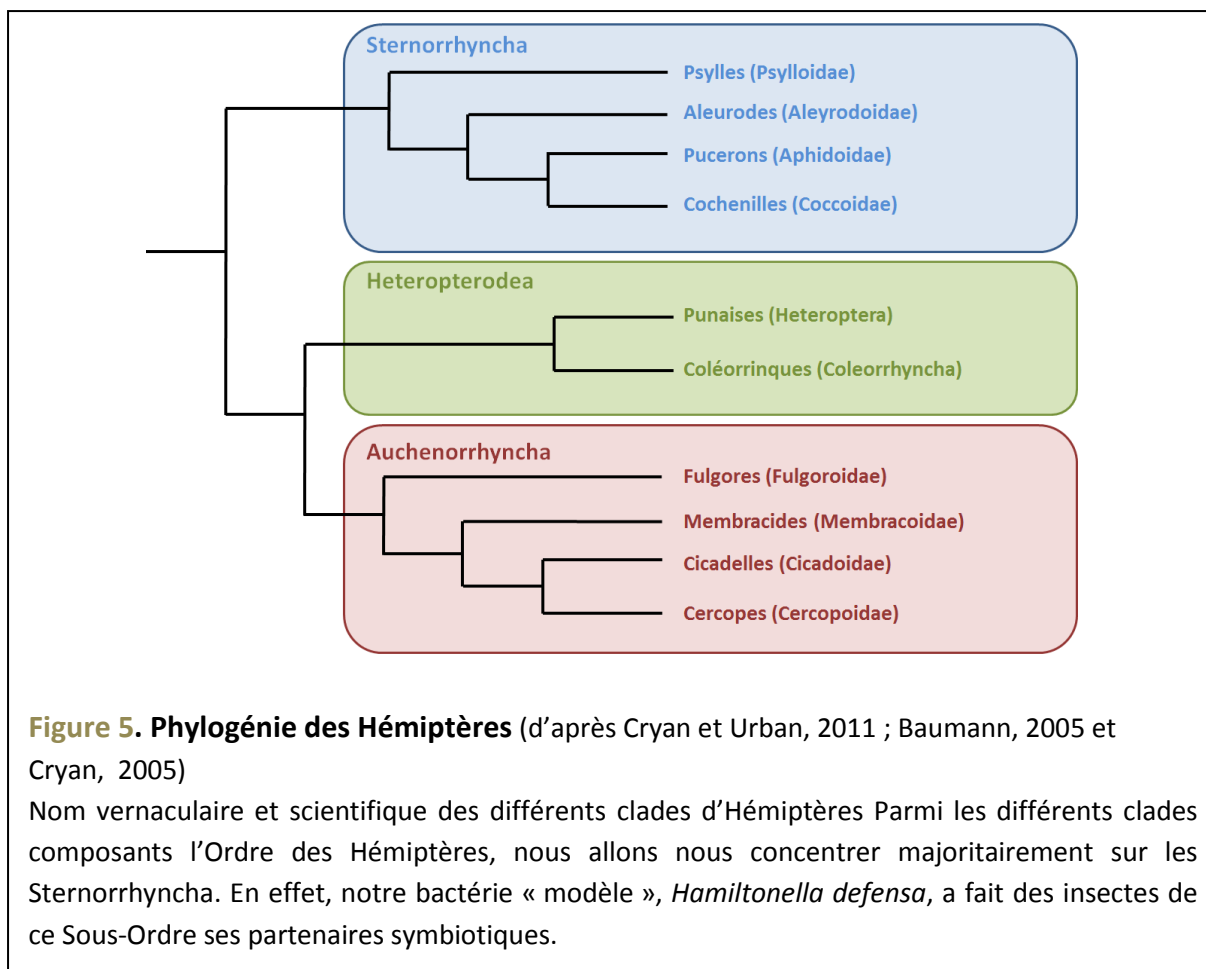 Sternorrhyncha
Psylles (Psylloidae)
Aleurodes (Aleyrodoidae)
Pucerons (Aphidoidae)
Cochenilles (Coccoidae)
Heteropterodea
Punaises (Heteroptera)
Coléorrinques (Coleorrhyncha)
Auchenorrhyncha
Fulgores (Fulgoroidae)
Membracides (Membracoidae)
Cicadelles (Cicadoidae)
Cercopes (Cercopoidae)
Figure 5. Phylogénie des Hémiptères (d’après Cryan et Urban, 2011 ; Baumann, 2005 et
Cryan, 2005)
Nom vernaculaire et scientifique des différents clades d’Hémiptères Parmi les différents clades
composants l’Ordre des Hémiptères, nous allons nous concentrer majoritairement sur les
Sternorrhyncha. En effet, notre bactérie « modèle », Hamiltonella defensa, a fait des insectes de
ce Sous-Ordre ses partenaires symbiotiques.